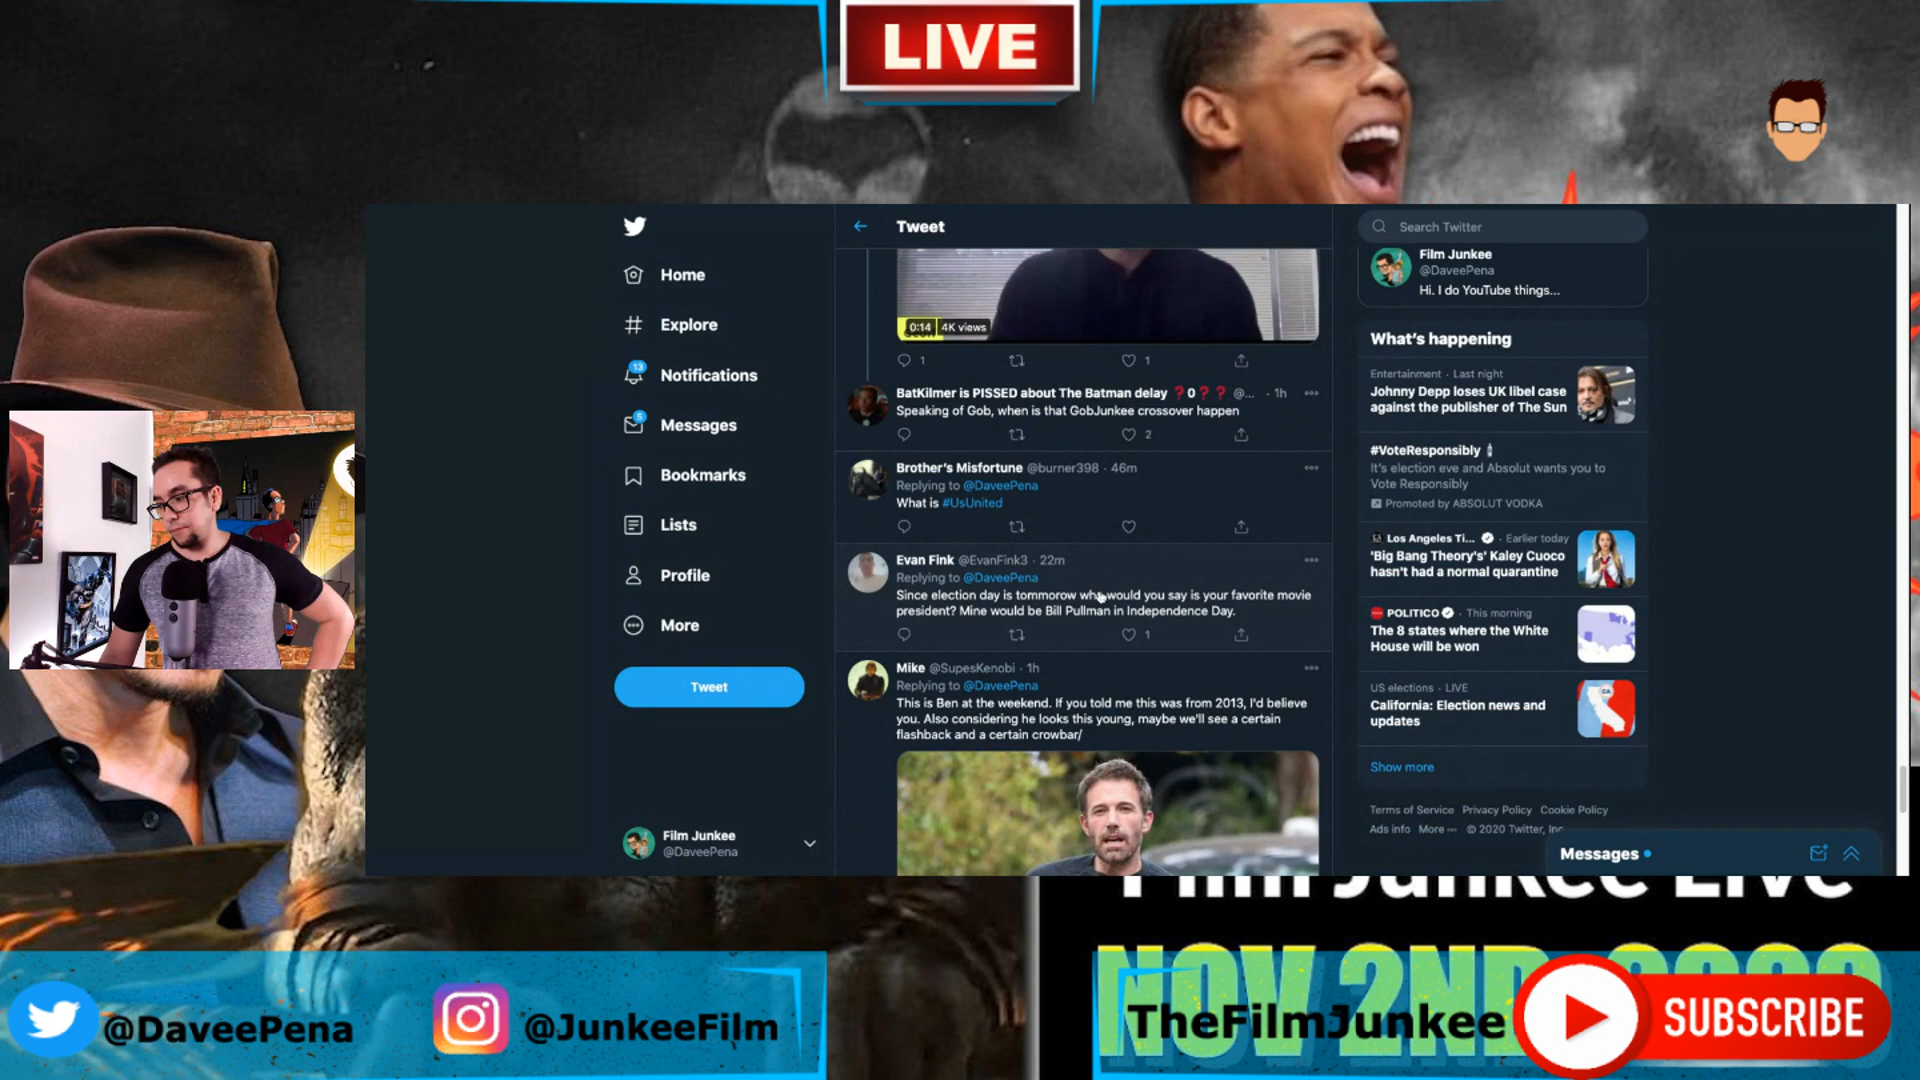 LIVE
Home
Explore
13
Notifications
5
Messages
Bookmarks
Lists
Profile
More
Tweet
Film Junkee
@DaveePena
Tweet
0:14 4K views
1
1
BatKilmer is PISSED about The Batman delay ❓0❓❓ @... · 1h
Speaking of Gob, when is that GobJunkee crossover happen
2
Brother's Misfortune @burner398 · 46m
Replying to @DaveePena
What is #UsUnited
Evan Fink @EvanFink3 · 22m
Replying to @DaveePena
Since election day is tommorow would you say is your favorite movie
president? Mine would be Bill Pullman in Independence Day.
1
Mike @SupesKenobi · 1h
Replying to @DaveePena
This is Ben at the weekend. If you told me this was from 2013, I'd believe
you. Also considering he looks this young, maybe we'll see a certain
flashback and a certain crowbar/
Search Twitter
Film Junkee
@DaveePena
Hi. I do YouTube things...
What's happening
Entertainment · Last night
Johnny Depp loses UK libel case
against the publisher of The Sun
#VoteResponsibly
It's election eve and Absolut wants you to
Vote Responsibly
Promoted by ABSOLUT VODKA
Los Angeles Ti... · Earlier today
'Big Bang Theory's' Kaley Cuoco
hasn't had a normal quarantine
POLITICO · This morning
The 8 states where the White
House will be won
US elections · LIVE
California: Election news and
updates
Show more
Terms of Service Privacy Policy Cookie Policy
Ads info More ··· © 2020 Twitter, Inc.
Messages
Film Junkee Live
NOV 2ND, 2020
@DaveePena
@JunkeeFilm
TheFilmJunkee
SUBSCRIBE